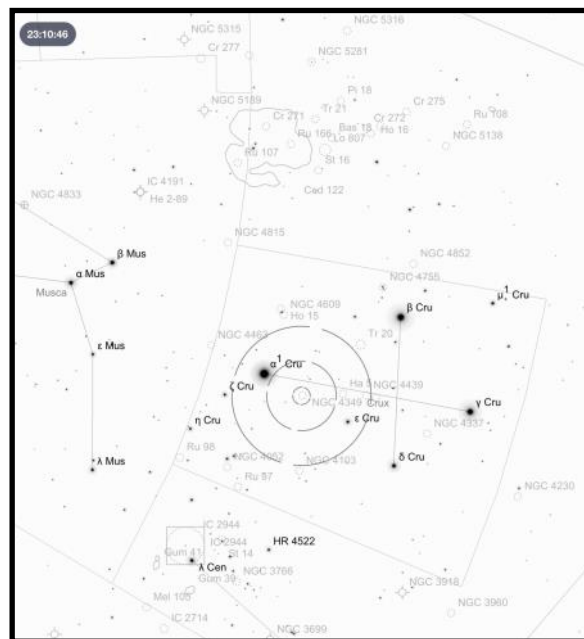 23:10:46
NGC 5315
NGC 5316
Cr 277
NGC 5281
NGC 5189
Pi 18
Tr 21
Cr 275
Cr 271
Bas 18
Cr 272
Ru 108
Ru 166
Lo 807
Ho 16
NGC 5138
Ru 107
St 16
IC 4191
Ced 122
NGC 4833
He 2-89
NGC 4815
β Mus
NGC 4852
α Mus
NGC 4755
Musca
μ¹ Cru
NGC 4609
Ho 15
β Cru
NGC 4463
Tr 20
ε Mus
α¹ Cru
ζ Cru
NGC 4439
NGC 4349
Crux
γ Cru
η Cru
ε Cru
NGC 4337
Ru 98
λ Mus
NGC 4052
NGC 4103
δ Cru
Ru 97
NGC 4230
IC 2944
HR 4522
IC 2944
Gum 41
St 14
λ Cen
NGC 3766
Gum 39
NGC 3918
Mel 105
NGC 3960
IC 2714
NGC 3699